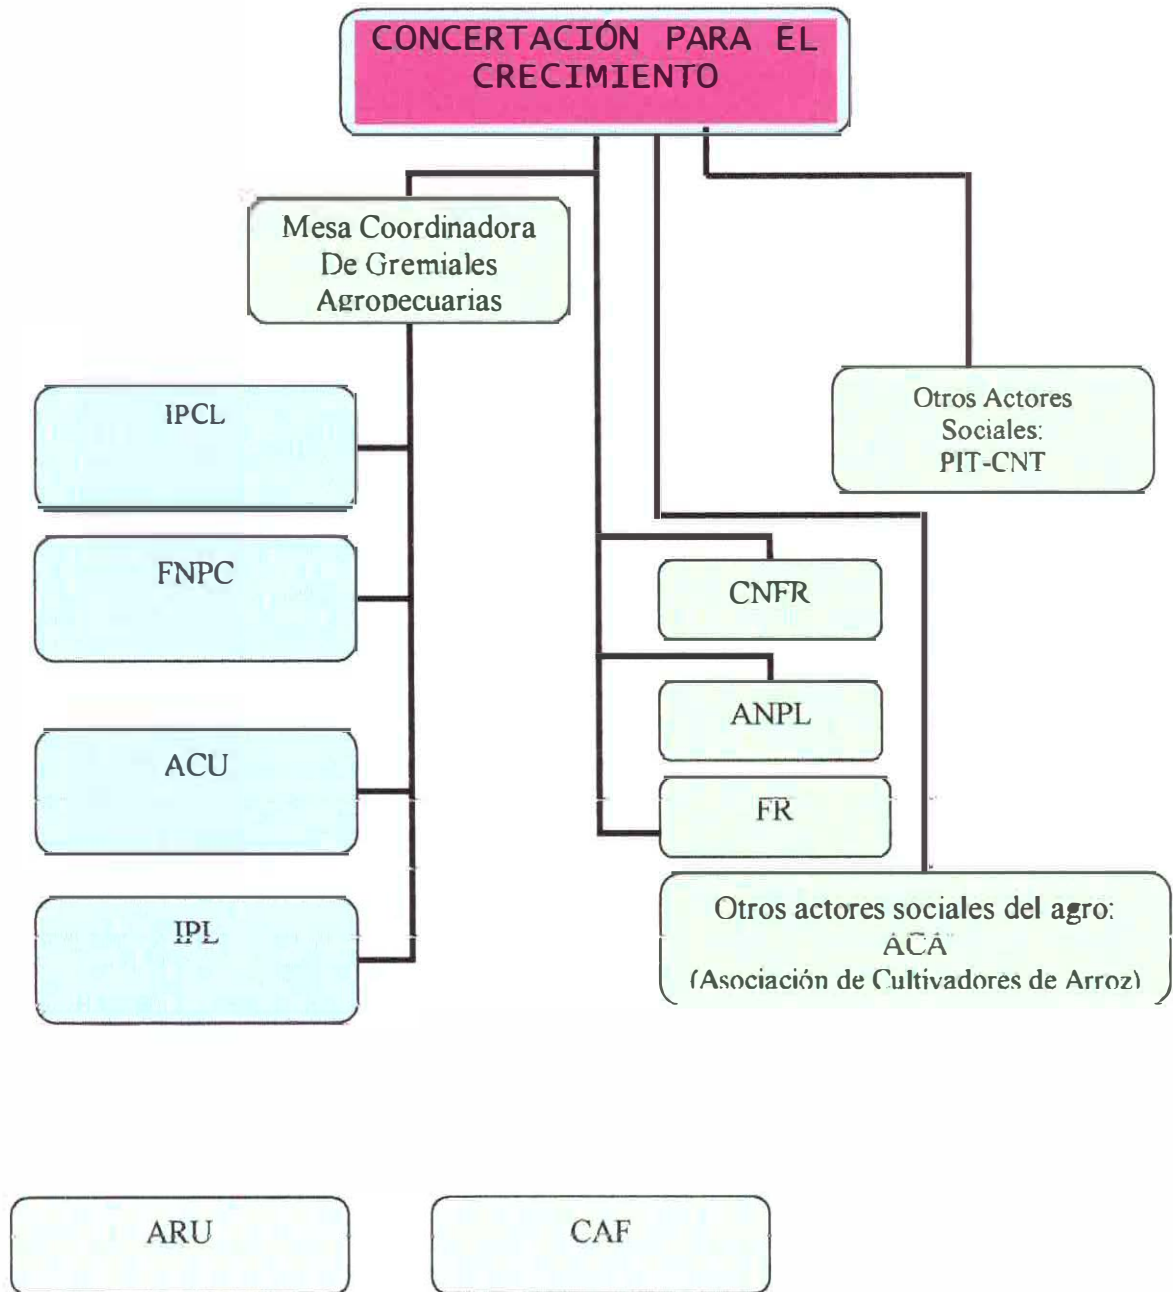 CONCERTACIÓN PARA EL
CRECIMIENTO
Mesa Coordinadora
De Gremiales
Agropecuarias
IPCL
FNPC
ACU
IPL
Otros Actores
Sociales:
PIT-CNT
CNFR
ANPL
FR
Otros actores sociales del agro:
ACA
(Asociación de Cultivadores de Arroz)
ARU
CAF